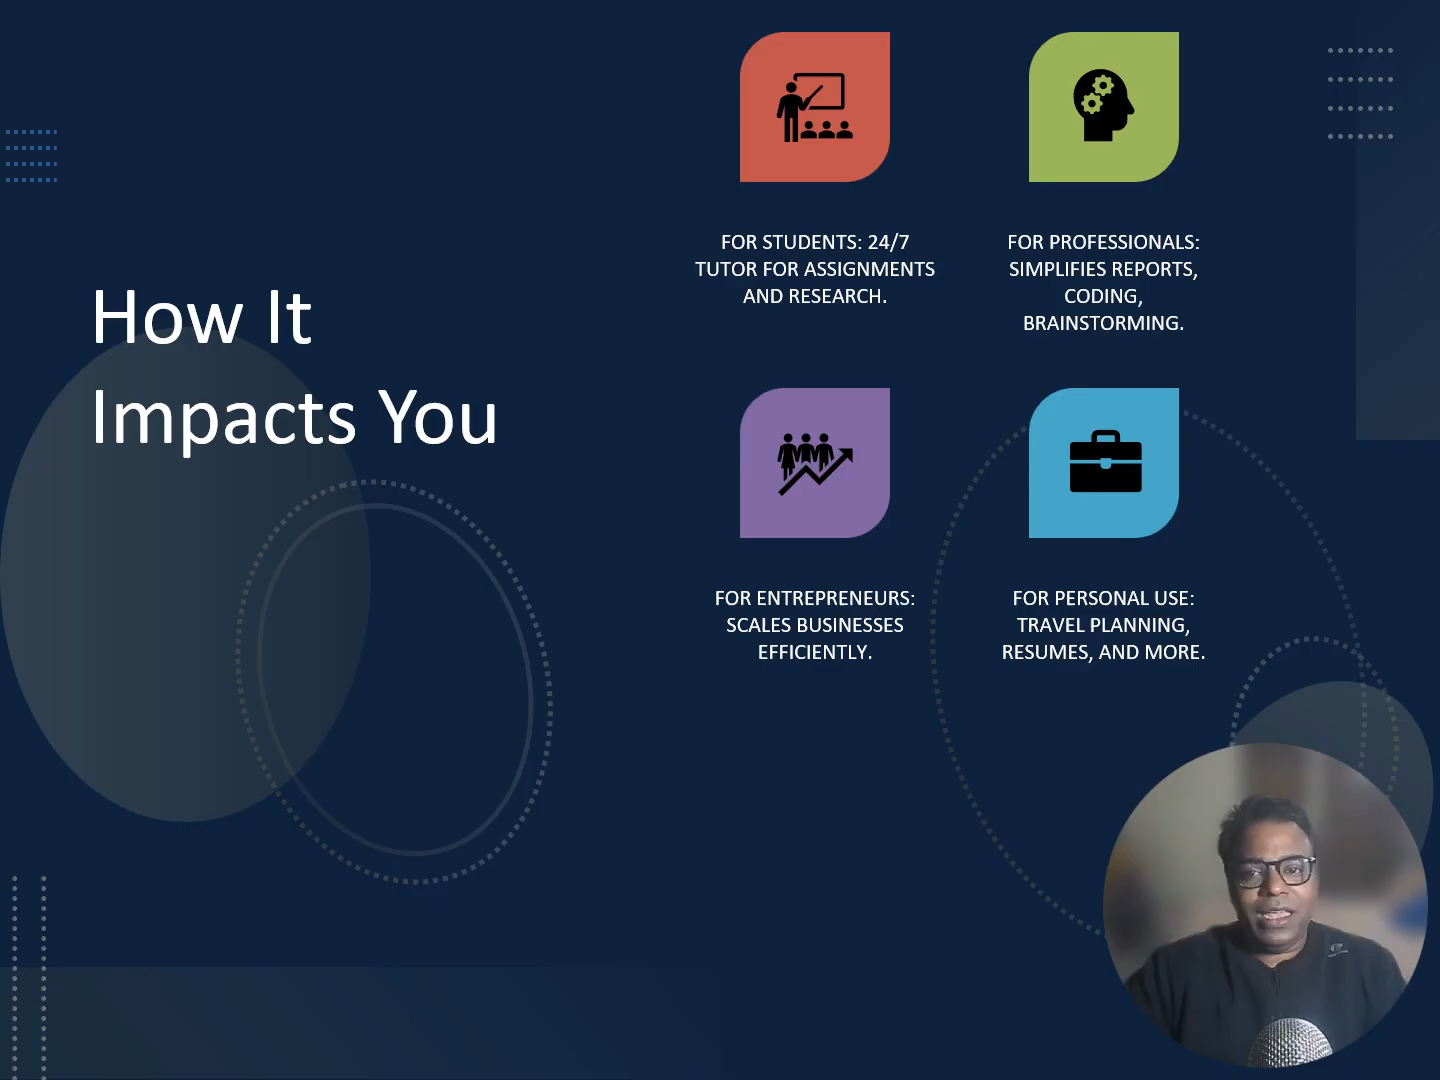 How It
Impacts You
FOR STUDENTS: 24/7
TUTOR FOR ASSIGNMENTS
AND RESEARCH.
FOR PROFESSIONALS:
SIMPLIFIES REPORTS,
CODING,
BRAINSTORMING.
FOR ENTREPRENEURS:
SCALES BUSINESSES
EFFICIENTLY.
FOR PERSONAL USE:
TRAVEL PLANNING,
RESUMES, AND MORE.